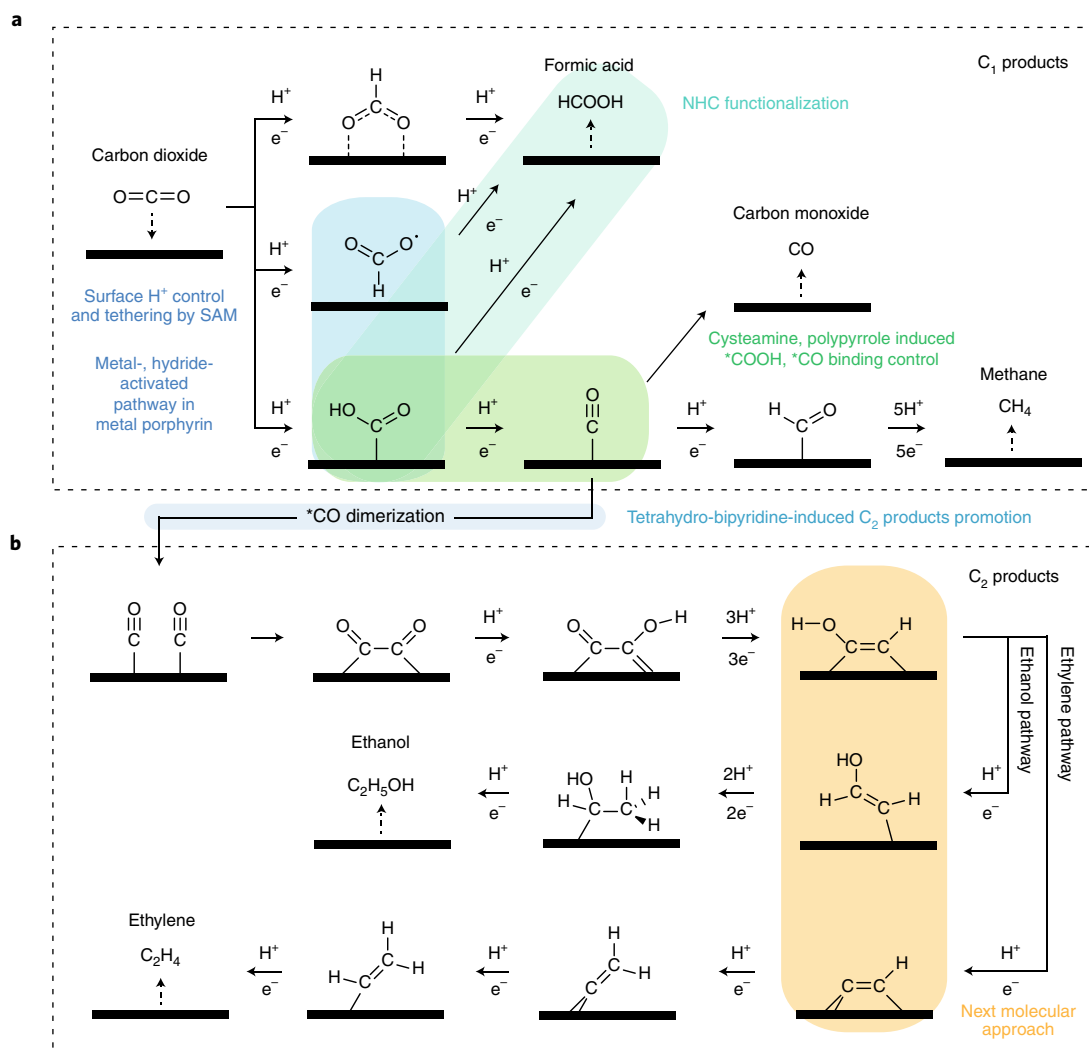 a
C₁ products
Formic acid
HCOOH
NHC functionalization
H
C
O O
H⁺
e⁻
H⁺
e⁻
Carbon dioxide
O=C=O
H⁺
e⁻
H⁺
e⁻
O
O·
C
H
H⁺
e⁻
Carbon monoxide
CO
Surface H⁺ control
and tethering by SAM
Cysteamine, polypyrrole induced
*COOH, *CO binding control
Metal-, hydride-
activated
pathway in
metal porphyrin
H⁺
e⁻
HO
O
C
H⁺
e⁻
O
C
H⁺
e⁻
H
O
C
5H⁺
5e⁻
Methane
CH₄
*CO dimerization
Tetrahydro-bipyridine-induced C₂ products promotion
b
C₂ products
O O
C C
O O
C C
H⁺
e⁻
O
O–H
C C
3H⁺
3e⁻
H–O
H
C=C
Ethanol pathway
Ethylene pathway
Ethanol
C₂H₅OH
H⁺
e⁻
HO
H
H
H
C C
H
2H⁺
2e⁻
HO
C
H
C
H
H⁺
e⁻
Ethylene
C₂H₄
H⁺
e⁻
H
C
H
C
H
H⁺
e⁻
H
C
H
C
H⁺
e⁻
H
C=C
H⁺
e⁻
Next molecular
approach